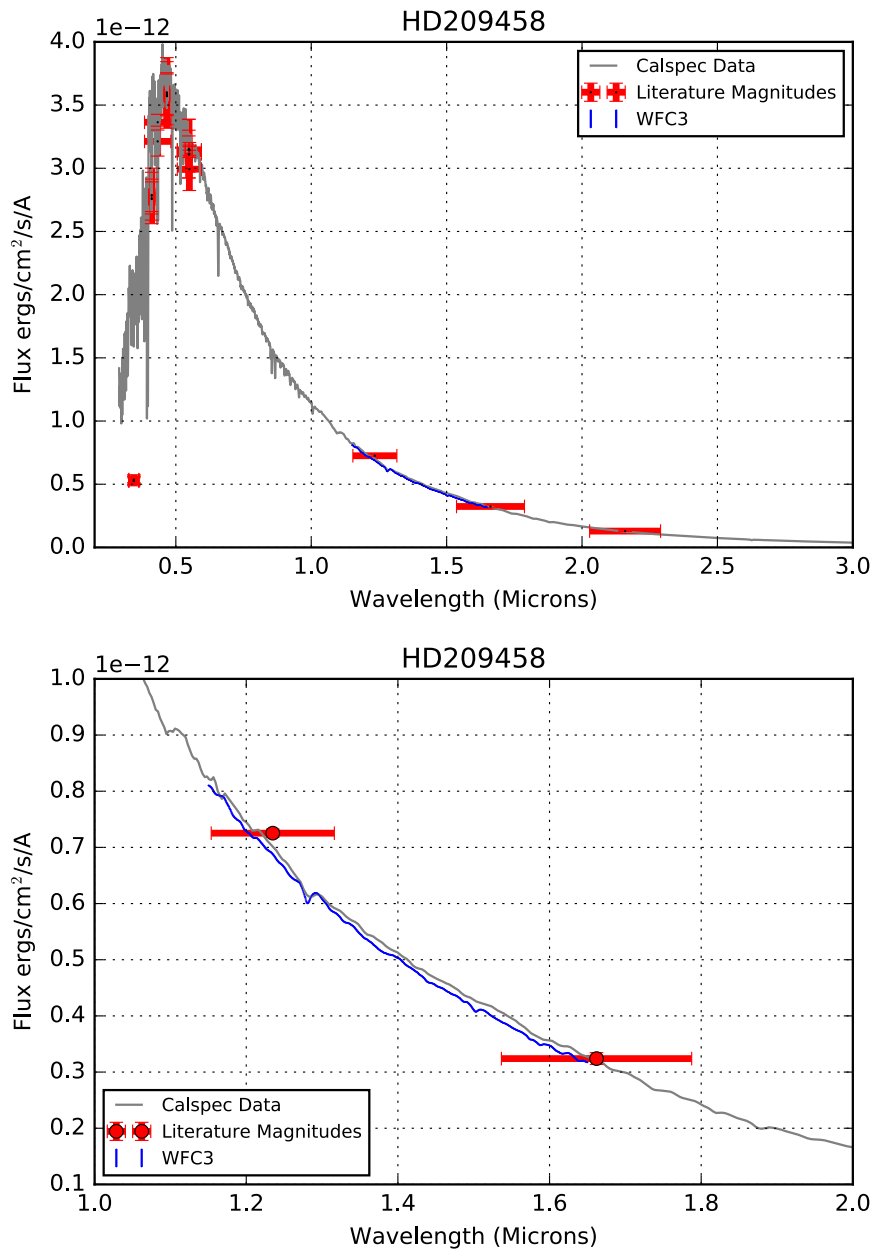 HD209458
1e−12
4.0
3.5
3.0
2.5
2.0
1.5
1.0
0.5
0.0
Flux ergs/cm²/s/A
Calspec Data
Literature Magnitudes
WFC3
0.5 1.0 1.5 2.0 2.5 3.0
Wavelength (Microns)
HD209458
1e−12
1.0
0.9
0.8
0.7
0.6
0.5
0.4
0.3
0.2
0.1
Flux ergs/cm²/s/A
Calspec Data
Literature Magnitudes
WFC3
1.0 1.2 1.4 1.6 1.8 2.0
Wavelength (Microns)